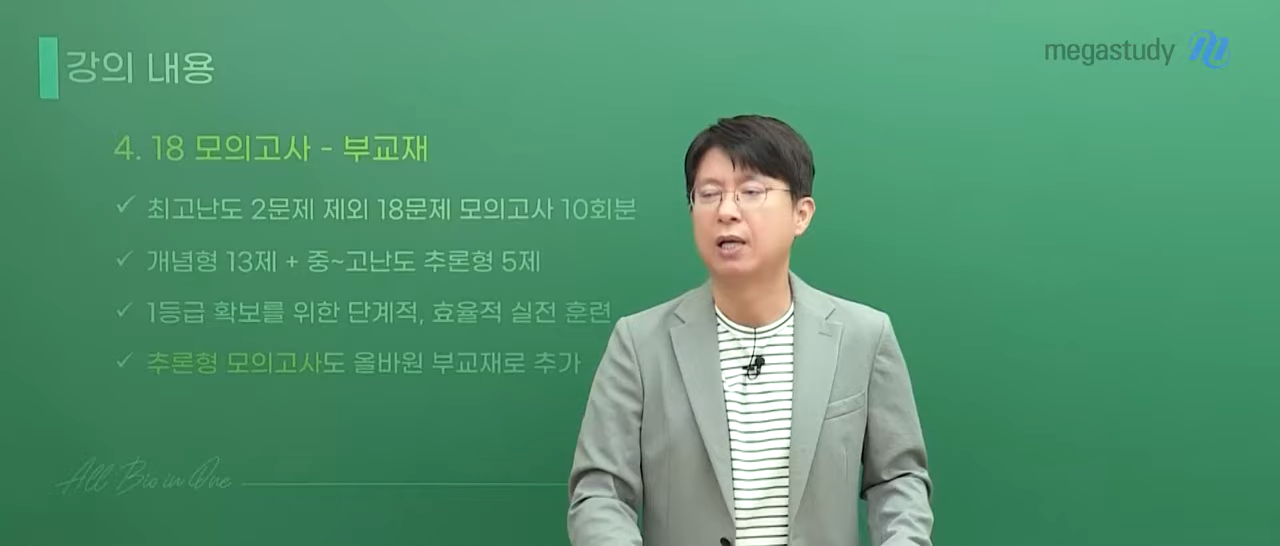 강의 내용
megastudy
4. 18 모의고사 - 부교재
✓ 최고난도 2문제 제외 18문제 모의고사 10회분
✓ 개념형 13제 + 중~고난도 추론형 5제
✓ 1등급 확보를 위한 단계적, 효율적 실전 훈련
✓ 추론형 모의고사도 올바원 부교재로 추가
All Bio in One